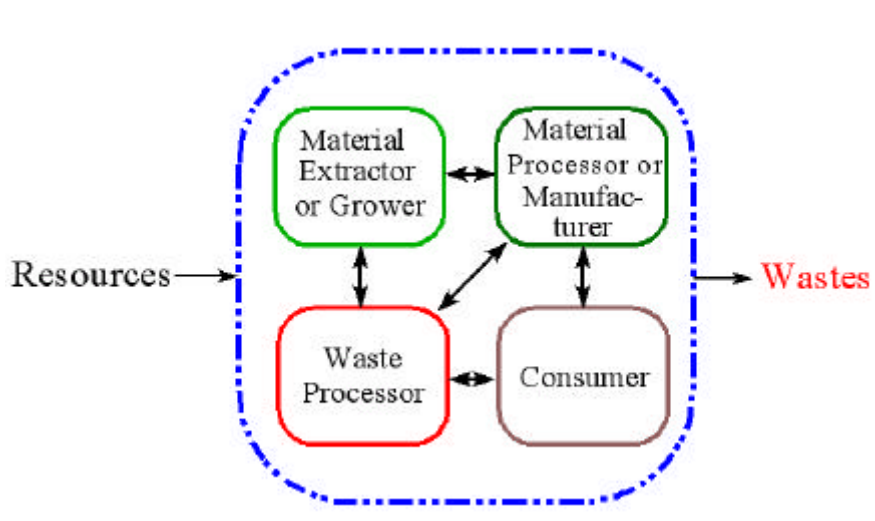 Material
Extractor
or Grower
Material
Processor or
Manufac-
turer
Resources
Wastes
Waste
Processor
Consumer